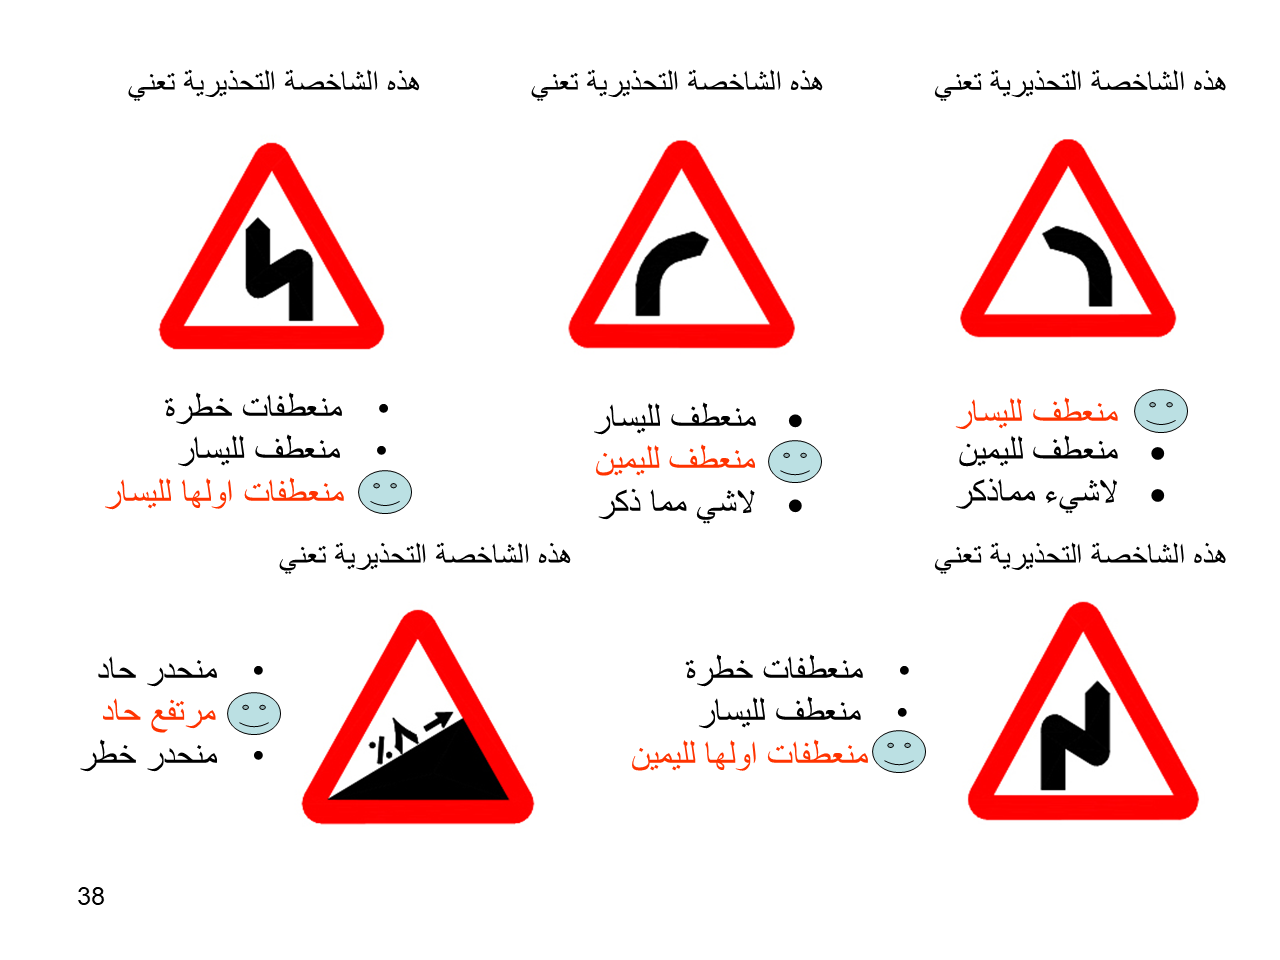 هذه الشاخصة التحذيرية تعني
منعطف لليسار
منعطف لليمين
لاشيء مماذكر
هذه الشاخصة التحذيرية تعني
منعطف لليسار
منعطف لليمين
لاشي مما ذكر
هذه الشاخصة التحذيرية تعني
منعطفات خطرة
منعطف لليسار
منعطفات اولها لليسار
هذه الشاخصة التحذيرية تعني
منعطفات خطرة
منعطف لليسار
منعطفات اولها لليمين
هذه الشاخصة التحذيرية تعني
٪٨
منحدر حاد
مرتفع حاد
منحدر خطر
38